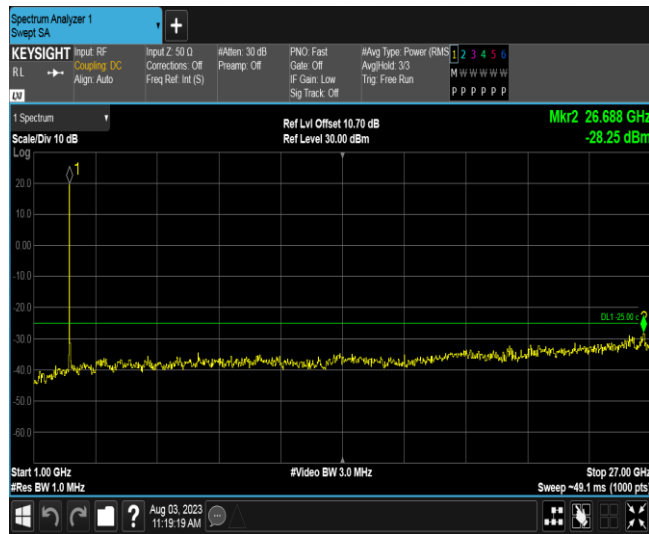 Spectrum Analyzer 1
Swept SA
+
KEYSIGHT
RL
LXI
Input: RF
Coupling: DC
Align: Auto
Input Z: 50 Ω
Corrections: Off
Freq Ref: Int (S)
#Atten: 30 dB
Preamp: Off
PNO: Fast
Gate: Off
IF Gain: Low
Sig Track: Off
#Avg Type: Power (RMS
Avg|Hold: 3/3
Trig: Free Run
1 2 3 4 5 6
M W W W W W
P P P P P P
1 Spectrum
Scale/Div 10 dB
Log
Ref Lvl Offset 10.70 dB
Ref Level 30.00 dBm
Mkr2 26.688 GHz
-28.25 dBm
1
20.0
10.0
0.00
-10.0
DL1 -25.00
2
-30.0
-40.0
-50.0
-60.0
Start 1.00 GHz
#Res BW 1.0 MHz
#Video BW 3.0 MHz
Stop 27.00 GHz
Sweep ~49.1 ms (1000 pts
?
Aug 03, 2023
11:19:19 AM